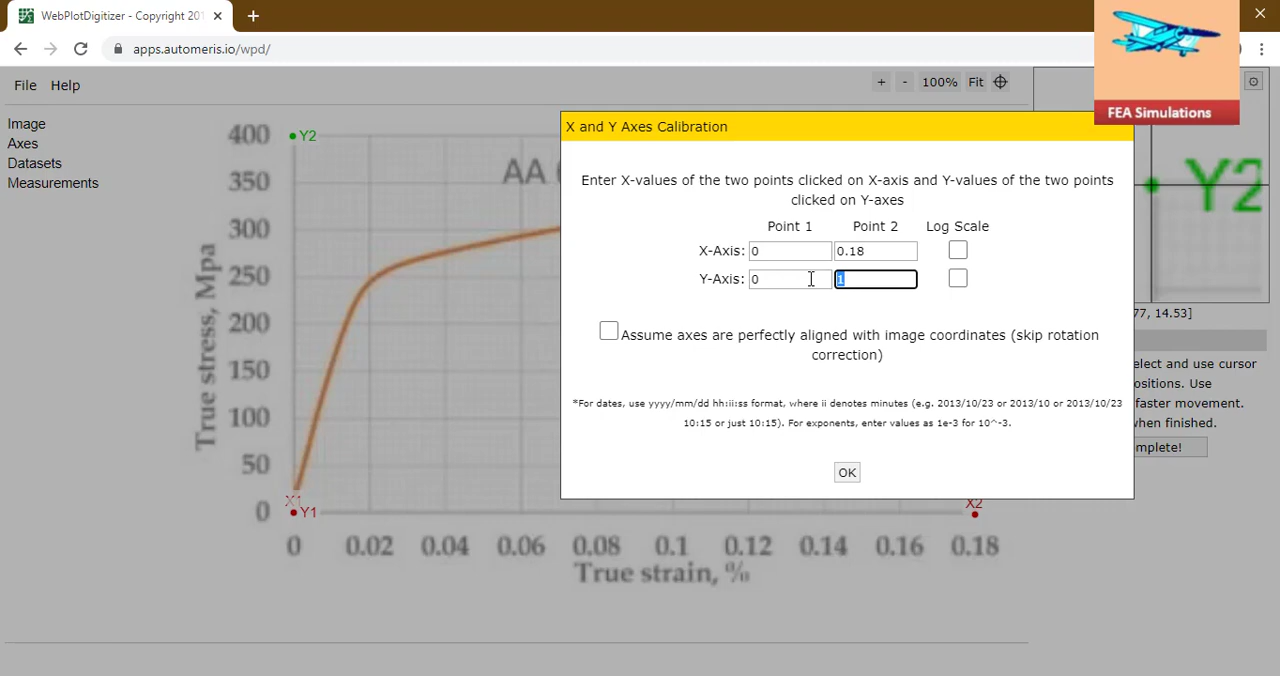 WebPlotDigitizer - Copyright 201
apps.automeris.io/wpd/
FEA Simulations
File Help
+ - 100% Fit
Image
Axes
Datasets
Measurements
X and Y Axes Calibration
Enter X-values of the two points clicked on X-axis and Y-values of the two points
clicked on Y-axes
Point 1 Point 2 Log Scale
X-Axis: 0 0.18
Y-Axis: 0 1
Assume axes are perfectly aligned with image coordinates (skip rotation
correction)
*For dates, use yyyy/mm/dd hh:ii:ss format, where ii denotes minutes (e.g. 2013/10/23 or 2013/10 or 2013/10/23
10:15 or just 10:15). For exponents, enter values as 1e-3 for 10^-3.
OK
Y2
77, 14.53]
elect and use cursor
ositions. Use
faster movement.
when finished.
mplete!
AA
True stress, Mpa
400
350
300
250
200
150
100
50
0
Y2
X1
Y1
X2
0 0.02 0.04 0.06 0.08 0.1 0.12 0.14 0.16 0.18
True strain, %